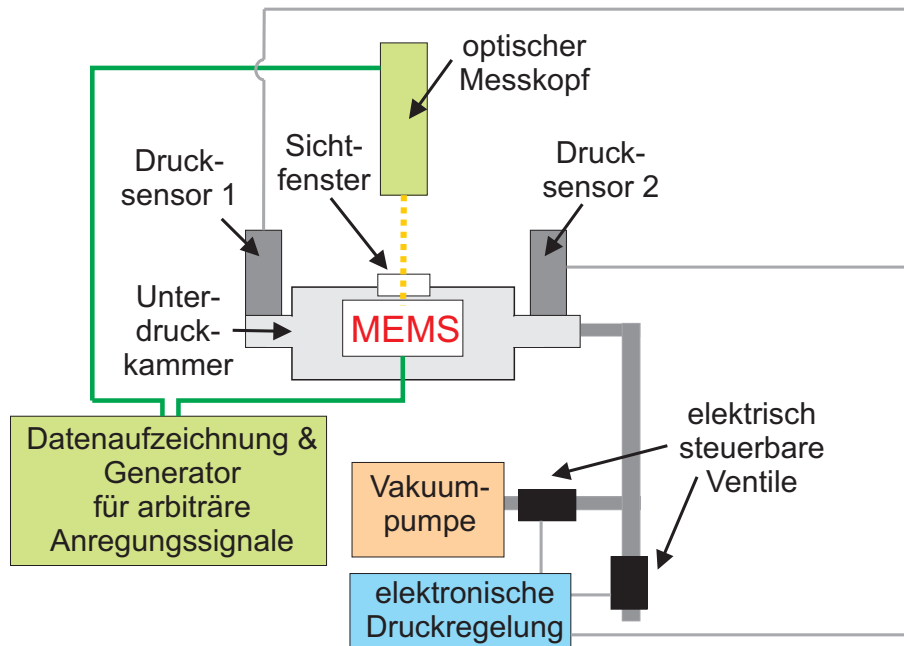 optischer
Messkopf
Sicht-
fenster
Druck-
sensor 1
Druck-
sensor 2
Unter-
druck-
kammer
MEMS
Datenaufzeichnung &
Generator
für arbiträre
Anregungssignale
elektrisch
steuerbare
Ventile
Vakuum-
pumpe
elektronische
Druckregelung